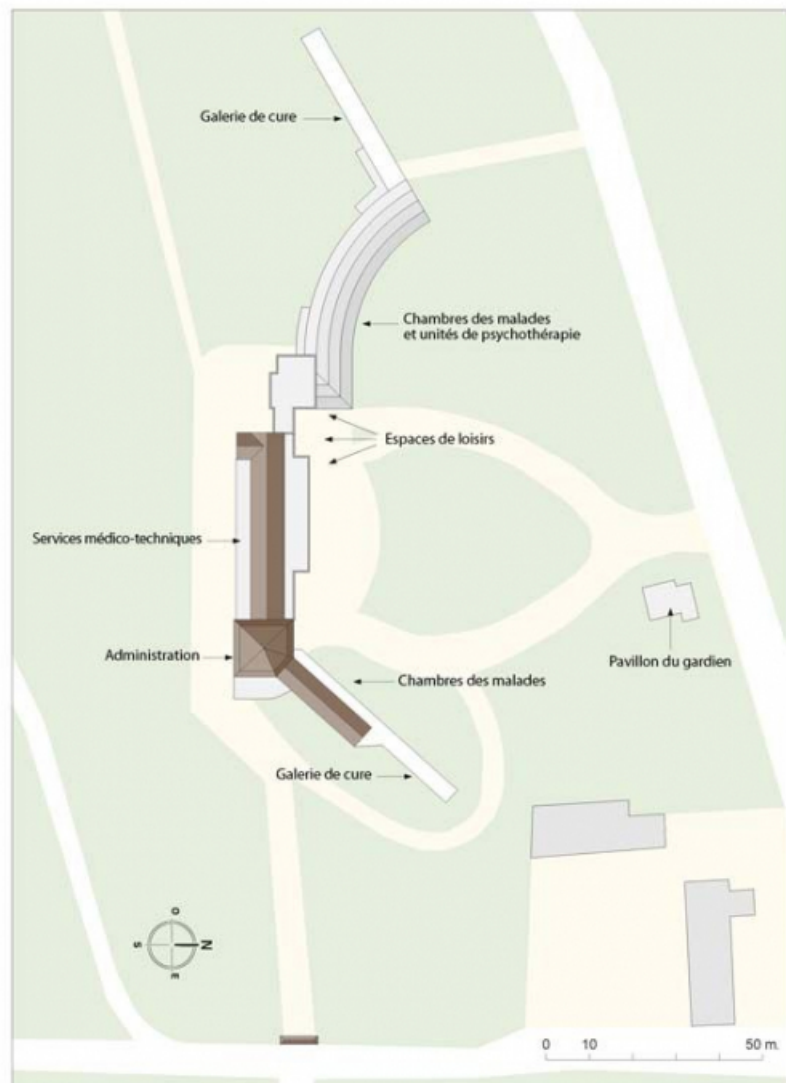 Galerie de cure
Chambres des malades
et unités de psychothérapie
Espaces de loisirs
Services médico-techniques
Administration
Pavillon du gardien
Chambres des malades
Galerie de cure
O
S
N
E
0
10
50 m.